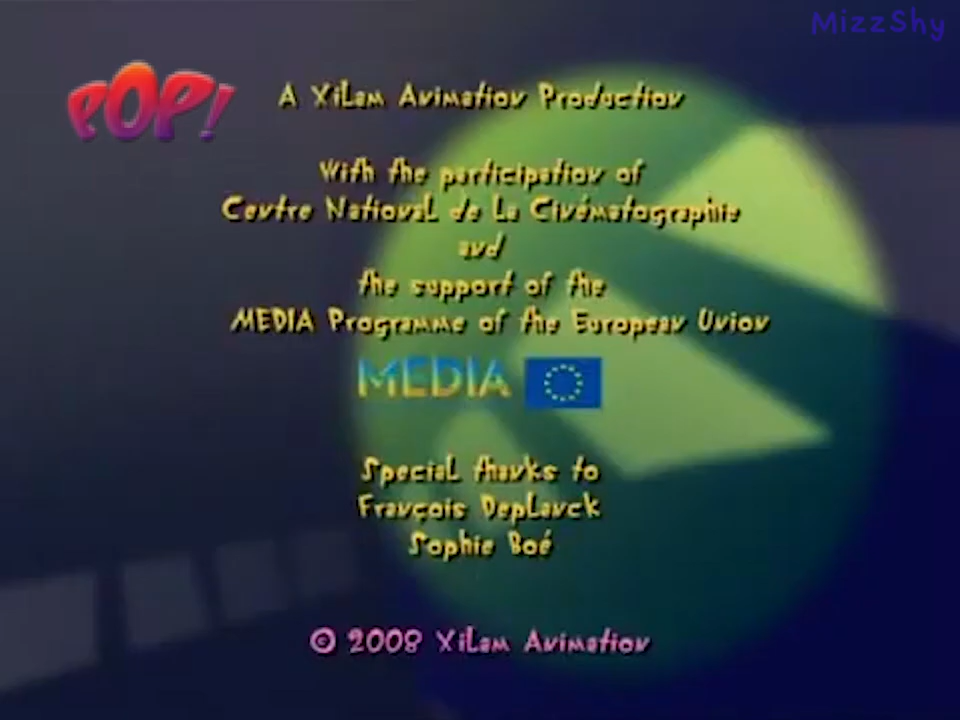 MizzShy
POP!
A Xilam Animation Production
With the participation of
Centre National de la Cinématographie
and
the support of the
MEDIA Programme of the European Union
MEDIA
Special thanks to
François Deplanck
Sophie Boé
© 2008 Xilam Animation